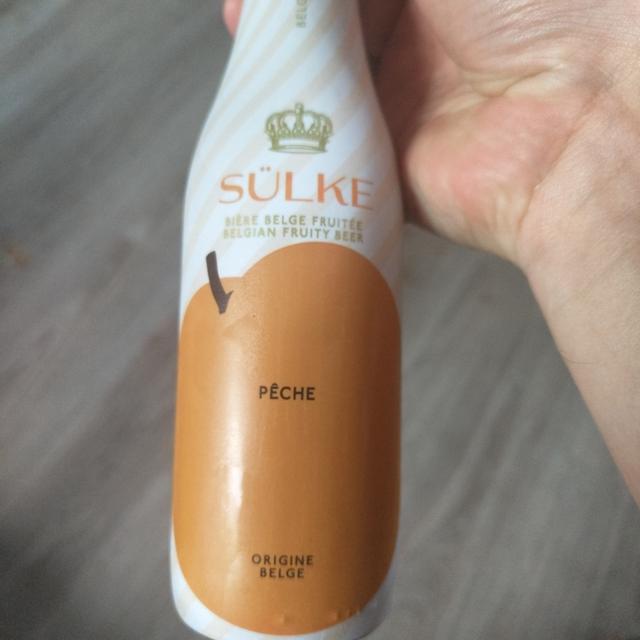 SÜLKE
BIÈRE BELGE FRUITÉE
BELGIAN FRUITY BEER
PÊCHE
ORIGINE
BELGE